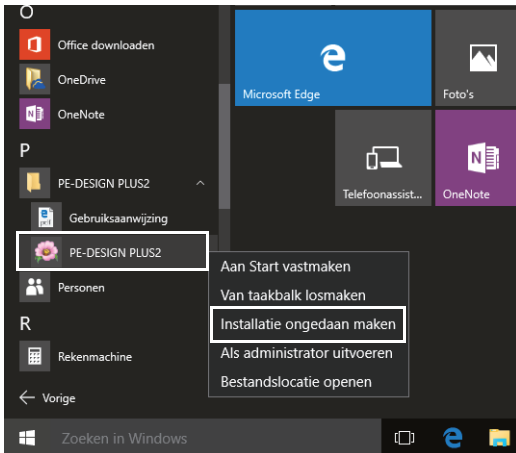 O
Office downloaden
OneDrive
OneNote
P
PE-DESIGN PLUS2
Gebruiksaanwijzing
PE-DESIGN PLUS2
Personen
R
Rekenmachine
Vorige
Zoeken in Windows
Microsoft Edge
Foto's
Telefoonassist...
OneNote
Aan Start vastmaken
Van taakbalk losmaken
Installatie ongedaan maken
Als administrator uitvoeren
Bestandslocatie openen